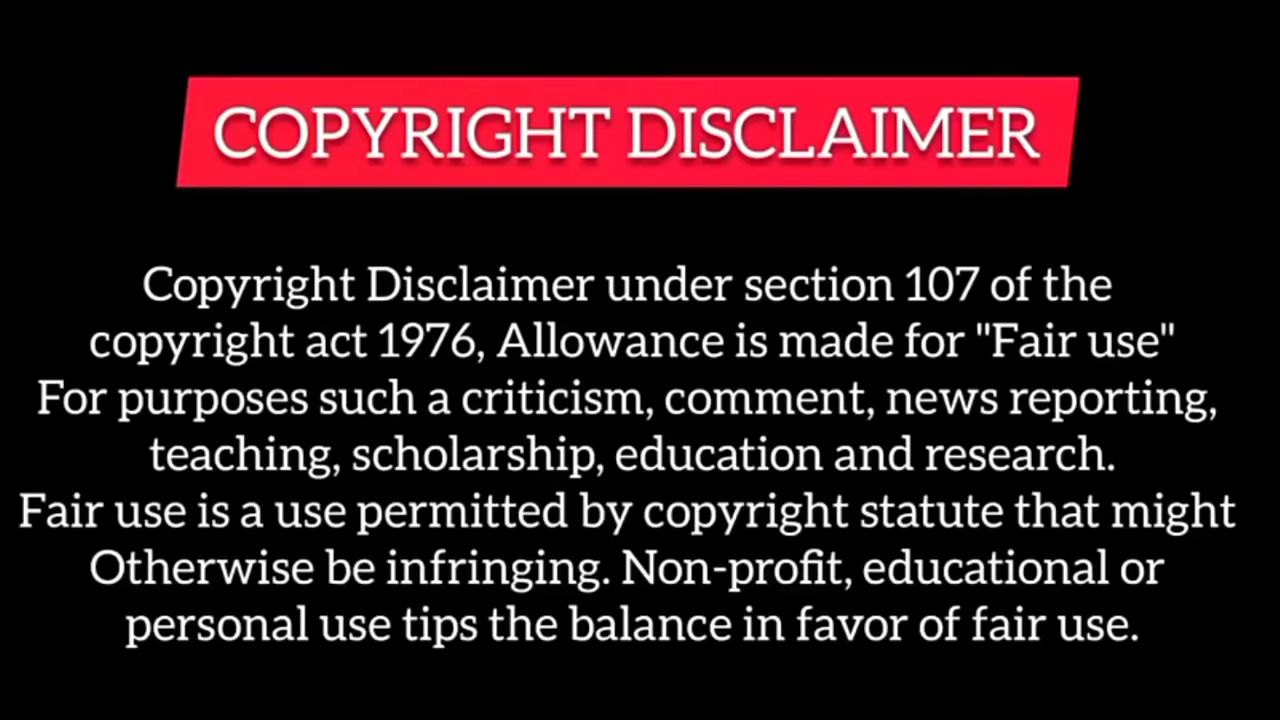 COPYRIGHT DISCLAIMER
Copyright Disclaimer under section 107 of the
copyright act 1976, Allowance is made for "Fair use"
For purposes such a criticism, comment, news reporting,
teaching, scholarship, education and research.
Fair use is a use permitted by copyright statute that might
Otherwise be infringing. Non-profit, educational or
personal use tips the balance in favor of fair use.